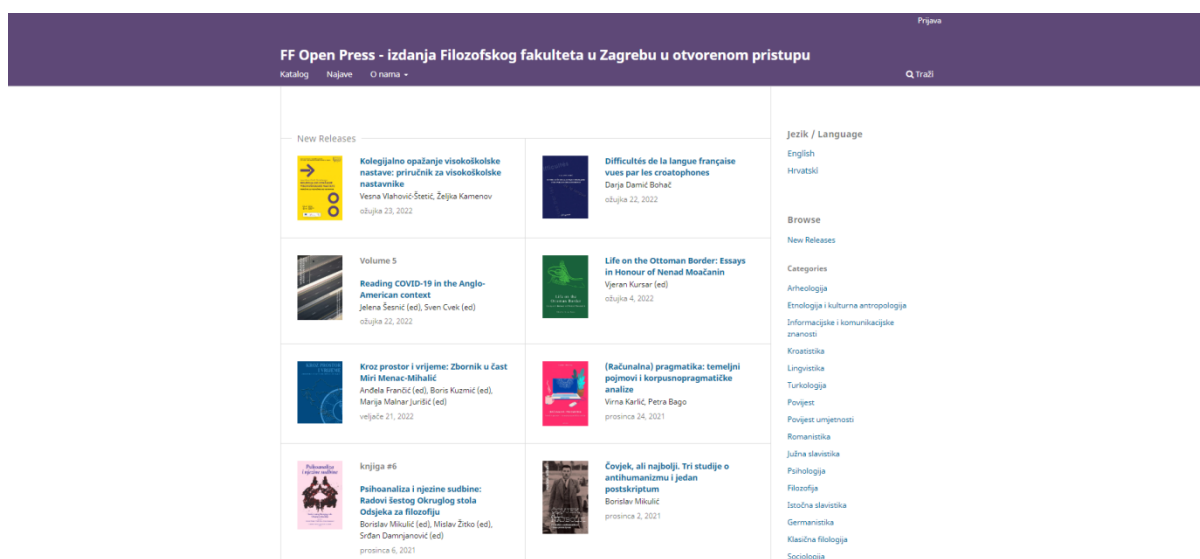 Prijava
FF Open Press - izdanja Filozofskog fakulteta u Zagrebu u otvorenom pristupu
Katalog Najave O nama
Traži
New Releases
Kolegijalno opažanje visokoškolske
nastave: priručnik za visokoškolske
nastavnike
Vesna Vlahović-Štetić, Željka Kamenov
ožujka 23, 2022
Difficultés de la langue française
vues par les croatophones
Darja Damić Bohač
ožujka 22, 2022
Volume 5
Reading COVID-19 in the Anglo-
American context
Jelena Šesnić (ed), Sven Cvek (ed)
ožujka 22, 2022
Life on the Ottoman Border: Essays
in Honour of Nenad Moačanin
Vjeran Kursar (ed)
ožujka 4, 2022
Kroz prostor i vrijeme: Zbornik u čast
Miri Menac-Mihalić
Anđela Frančić (ed), Boris Kuzmić (ed),
Marija Malnar Jurišić (ed)
veljače 21, 2022
(Računalna) pragmatika: temeljni
pojmovi i korpusnopragmatičke
analize
Virna Karlić, Petra Bago
prosinca 24, 2021
Psihoanaliza
i njezine sudbine
knjiga #6
Psihoanaliza i njezine sudbine:
Radovi šestog Okruglog stola
Odsjeka za filozofiju
Borislav Mikulić (ed), Mislav Žitko (ed),
Srđan Damnjanović (ed)
prosinca 6, 2021
Čovjek, ali najbolji. Tri studije o
antihumanizmu i jedan
postskriptum
Borislav Mikulić
prosinca 2, 2021
Jezik / Language
English
Hrvatski
Browse
New Releases
Categories
Arheologija
Etnologija i kulturna antropologija
Informacijske i komunikacijske
znanosti
Kroatistika
Lingvistika
Turkologija
Povijest
Povijest umjetnosti
Romanistika
Južna slavistika
Psihologija
Filozofija
Istočna slavistika
Germanistika
Klasična filologija
Sociologija